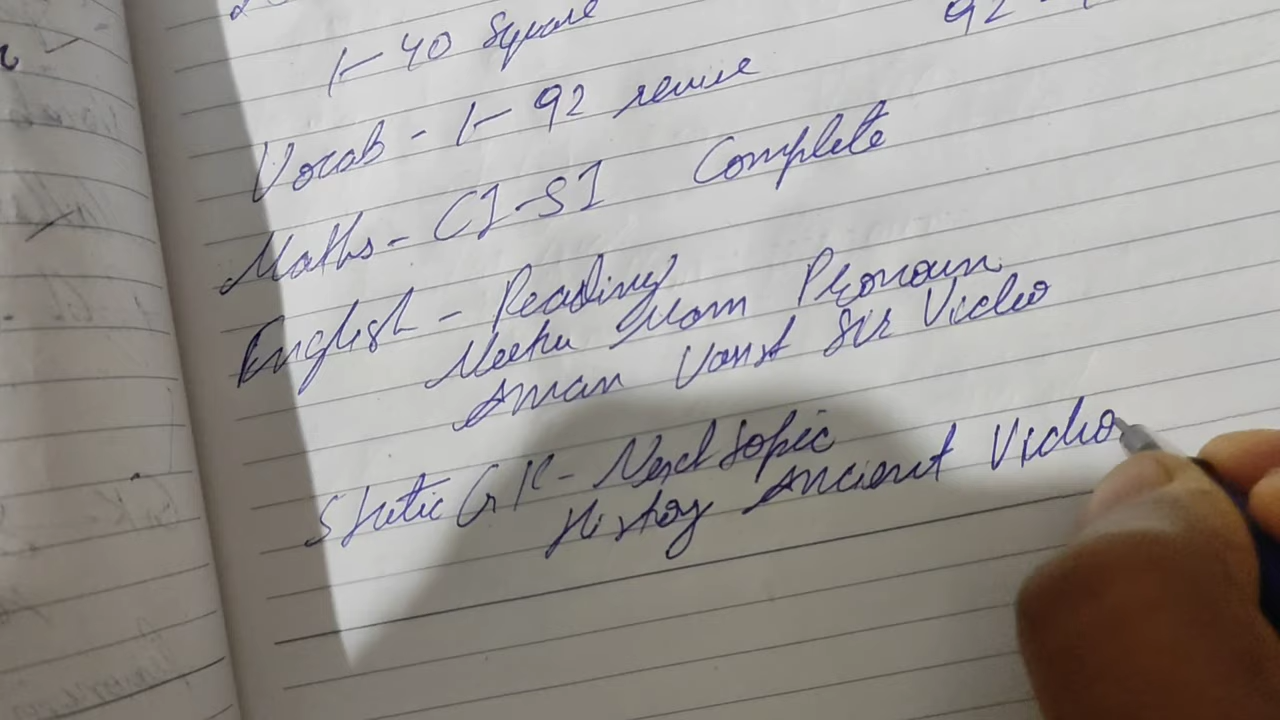 1-40 Square
92
Vocab - 1-92 revise
Maths - CI-SI Complete
English - Reading
Neetu Mam Pronoun
Aman Vasist Sir Video
Static GK - Next Topic
History Ancient Video